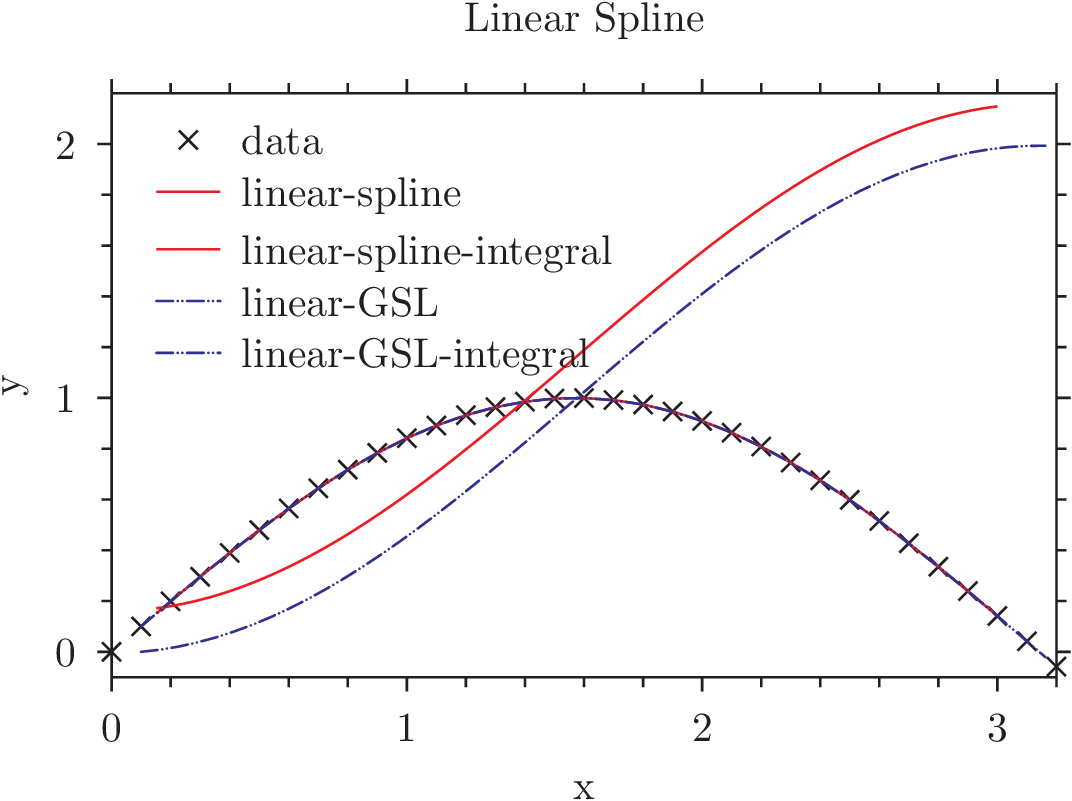 Linear Spline
data
linear-spline
linear-spline-integral
linear-GSL
linear-GSL-integral
2
1
0
y
0 1 2 3
x